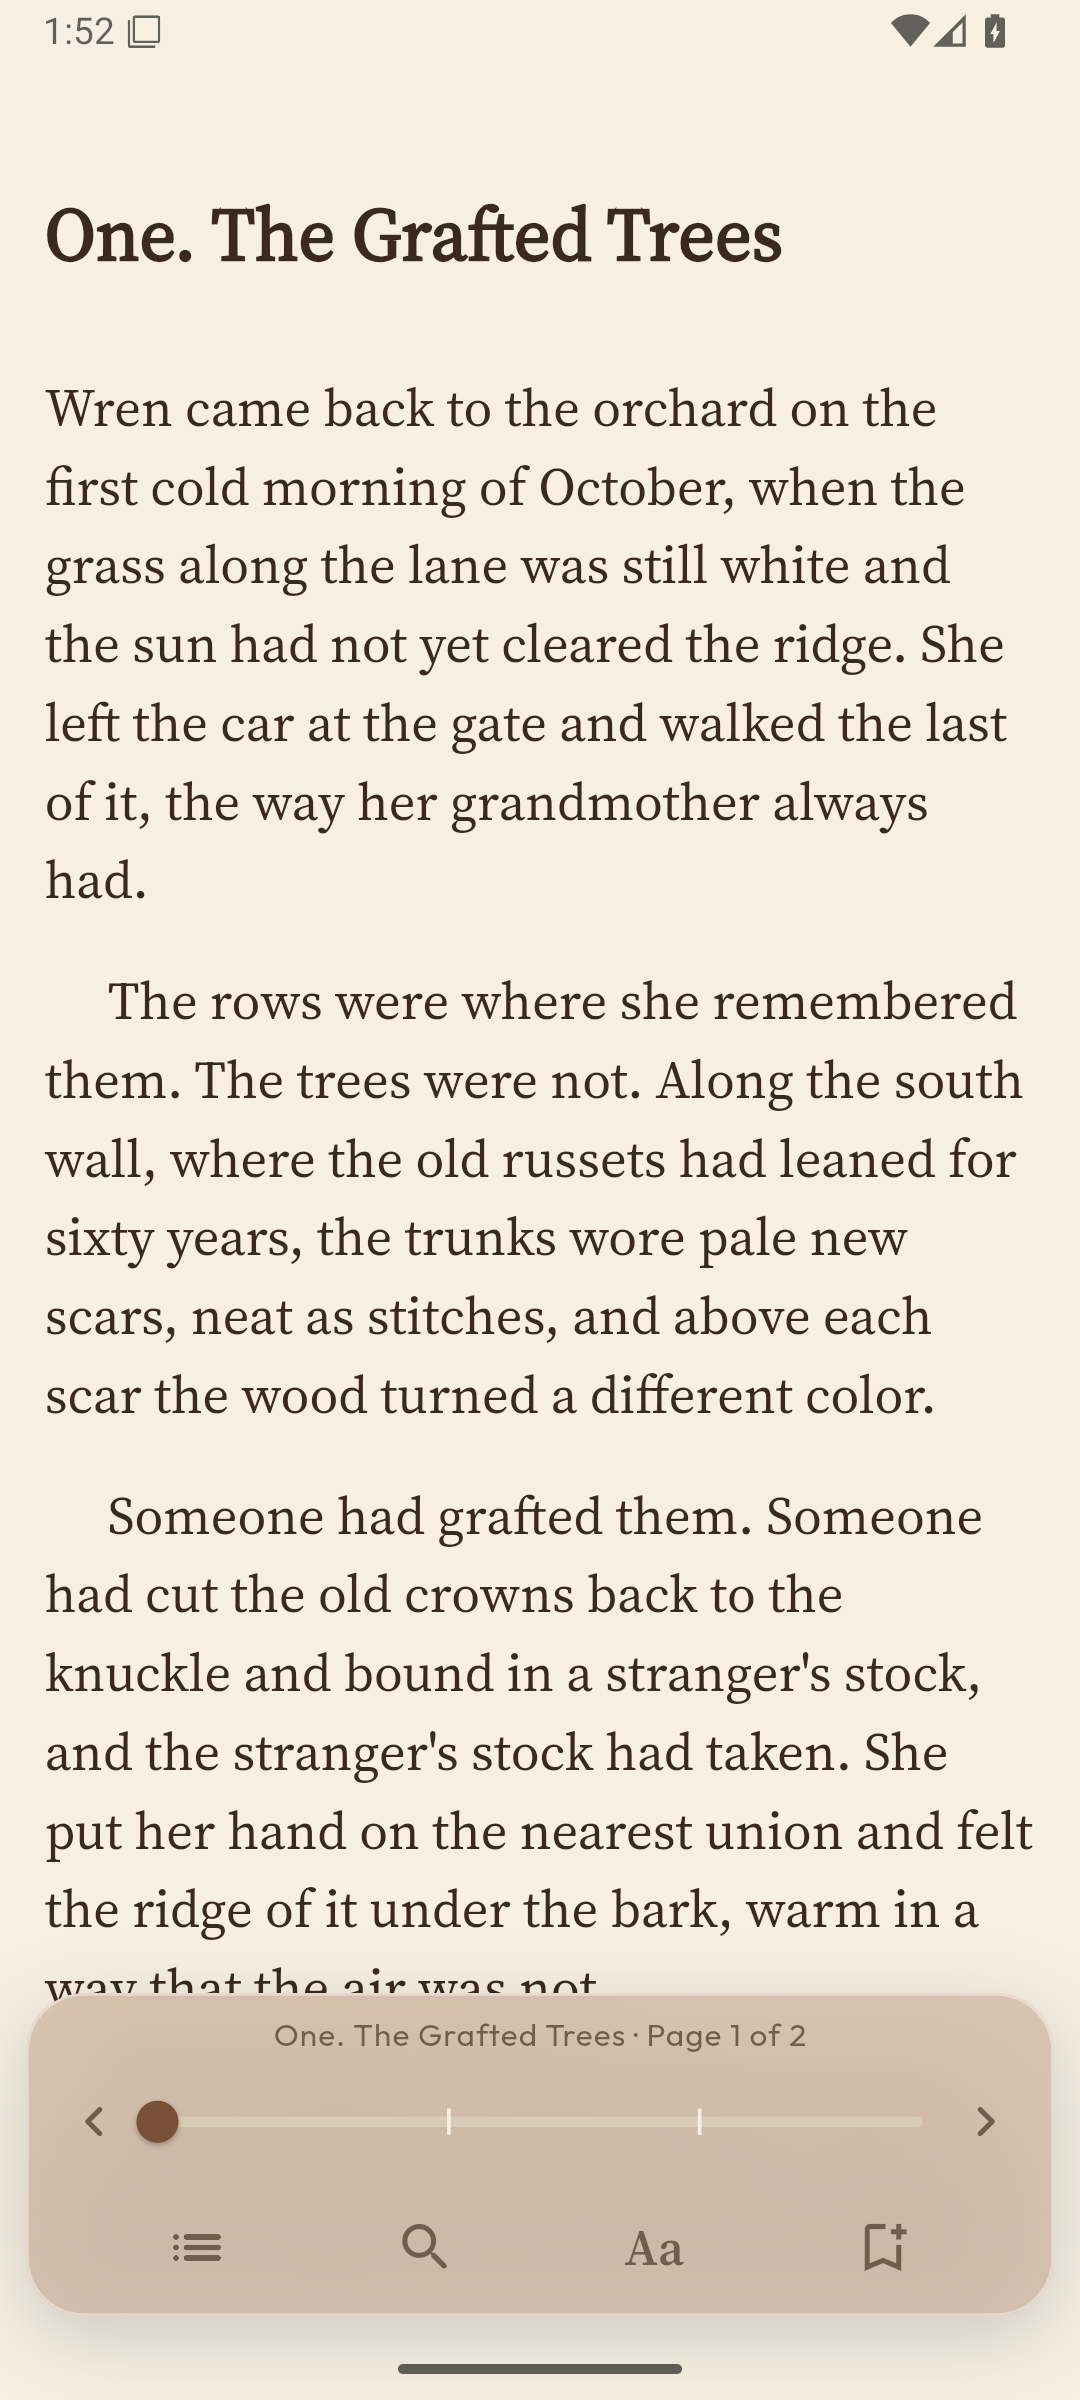 1:52
One. The Grafted Trees
Wren came back to the orchard on the
first cold morning of October, when the
grass along the lane was still white and
the sun had not yet cleared the ridge. She
left the car at the gate and walked the last
of it, the way her grandmother always
had.
The rows were where she remembered
them. The trees were not. Along the south
wall, where the old russets had leaned for
sixty years, the trunks wore pale new
scars, neat as stitches, and above each
scar the wood turned a different color.
Someone had grafted them. Someone
had cut the old crowns back to the
knuckle and bound in a stranger's stock,
and the stranger's stock had taken. She
put her hand on the nearest union and felt
the ridge of it under the bark, warm in a
way that the air was not
One. The Grafted Trees · Page 1 of 2
Aa